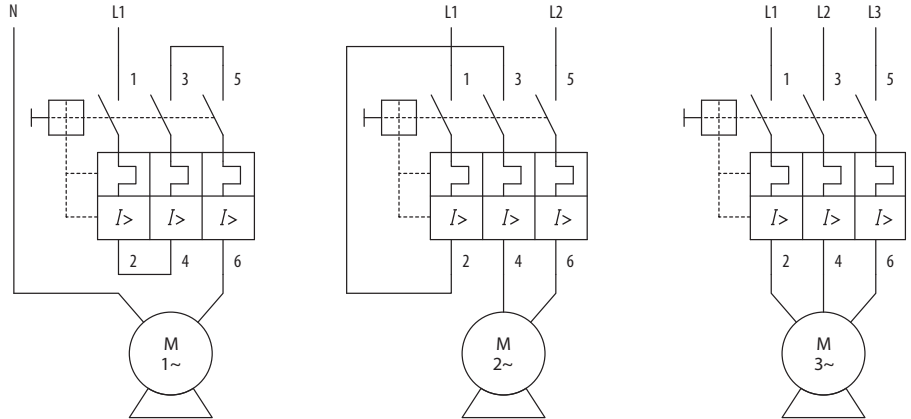 N L1 L1 L2 L1 L2 L3
1 3 5 1 3 5 1 3 5
I> I> I> I> I> I> I> I> I>
2 4 6 2 4 6 2 4 6
M M M
1~ 2~ 3~